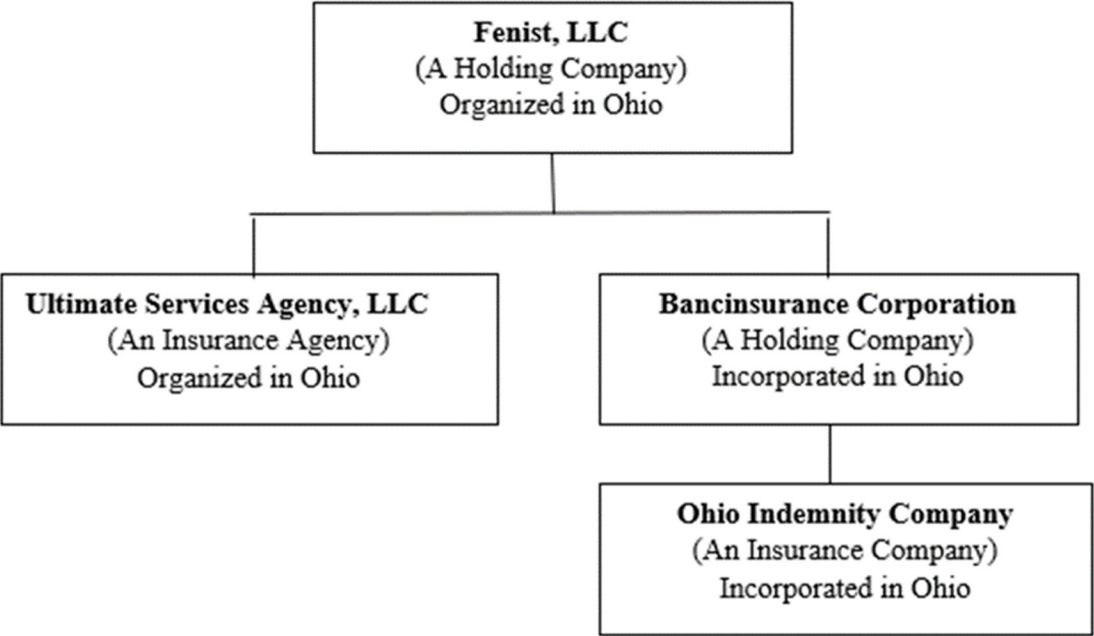 Fenist, LLC
(A Holding Company)
Organized in Ohio
Ultimate Services Agency, LLC
(An Insurance Agency)
Organized in Ohio
Bancinsurance Corporation
(A Holding Company)
Incorporated in Ohio
Ohio Indemnity Company
(An Insurance Company)
Incorporated in Ohio